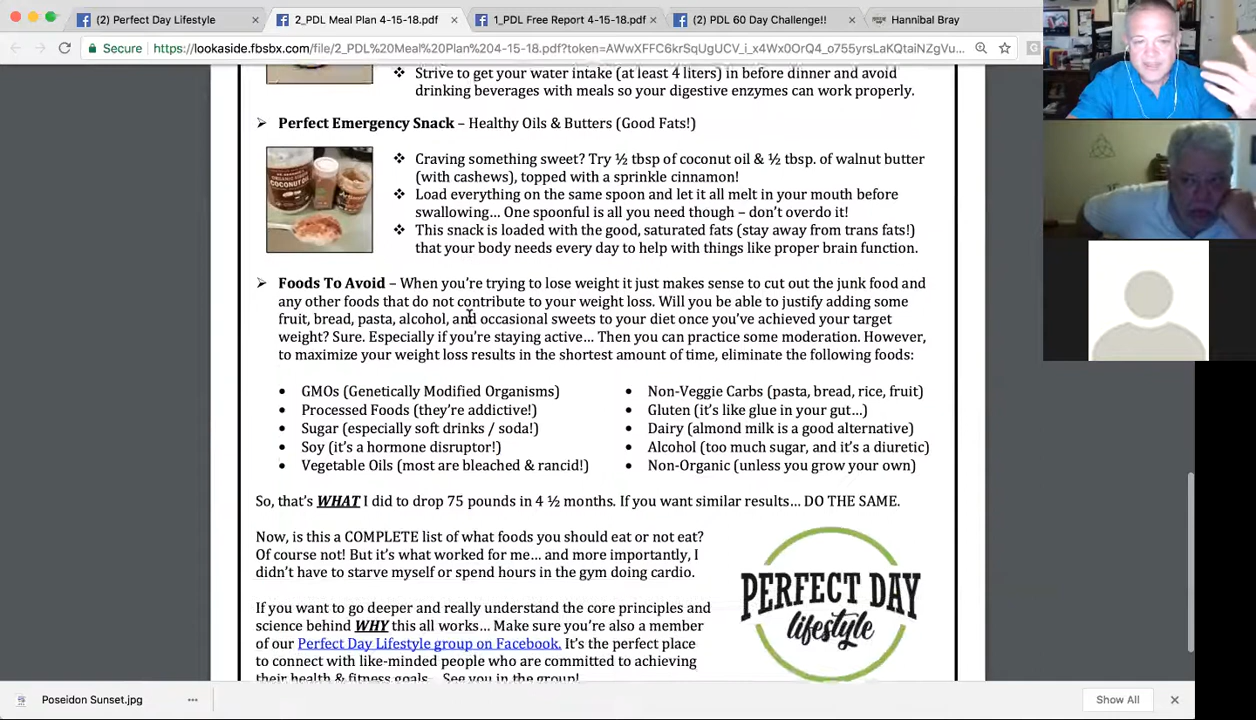 (2) Perfect Day Lifestyle
2_PDL Meal Plan 4-15-18.pdf
1_PDL Free Report 4-15-18.pdf
(2) PDL 60 Day Challenge!!
Hannibal Bray
Secure
https://lookaside.fbsbx.com/file/2_PDL%20Meal%20Plan%204-15-18.pdf?token=AWwXFFC6krSqUgUCV_i_x4Wx0OrQ4_o755yrsLaKQtaiNZgVu...
❖ Strive to get your water intake (at least 4 liters) in before dinner and avoid
drinking beverages with meals so your digestive enzymes can work properly.
➢ Perfect Emergency Snack – Healthy Oils & Butters (Good Fats!)
❖ Craving something sweet? Try ½ tbsp of coconut oil & ½ tbsp. of walnut butter
(with cashews), topped with a sprinkle cinnamon!
❖ Load everything on the same spoon and let it all melt in your mouth before
swallowing... One spoonful is all you need though – don't overdo it!
❖ This snack is loaded with the good, saturated fats (stay away from trans fats!)
that your body needs every day to help with things like proper brain function.
➢ Foods To Avoid – When you're trying to lose weight it just makes sense to cut out the junk food and
any other foods that do not contribute to your weight loss. Will you be able to justify adding some
fruit, bread, pasta, alcohol, and occasional sweets to your diet once you've achieved your target
weight? Sure. Especially if you're staying active... Then you can practice some moderation. However,
to maximize your weight loss results in the shortest amount of time, eliminate the following foods:
• GMOs (Genetically Modified Organisms)
• Processed Foods (they're addictive!)
• Sugar (especially soft drinks / soda!)
• Soy (it's a hormone disruptor!)
• Vegetable Oils (most are bleached & rancid!)
• Non-Veggie Carbs (pasta, bread, rice, fruit)
• Gluten (it's like glue in your gut...)
• Dairy (almond milk is a good alternative)
• Alcohol (too much sugar, and it's a diuretic)
• Non-Organic (unless you grow your own)
So, that's WHAT I did to drop 75 pounds in 4 ½ months. If you want similar results... DO THE SAME.
Now, is this a COMPLETE list of what foods you should eat or not eat?
Of course not! But it's what worked for me... and more importantly, I
didn't have to starve myself or spend hours in the gym doing cardio.
If you want to go deeper and really understand the core principles and
science behind WHY this all works... Make sure you're also a member
of our Perfect Day Lifestyle group on Facebook. It's the perfect place
to connect with like-minded people who are committed to achieving
their health & fitness goals... See you in the group!
PERFECT DAY
lifestyle
Poseidon Sunset.jpg
Show All